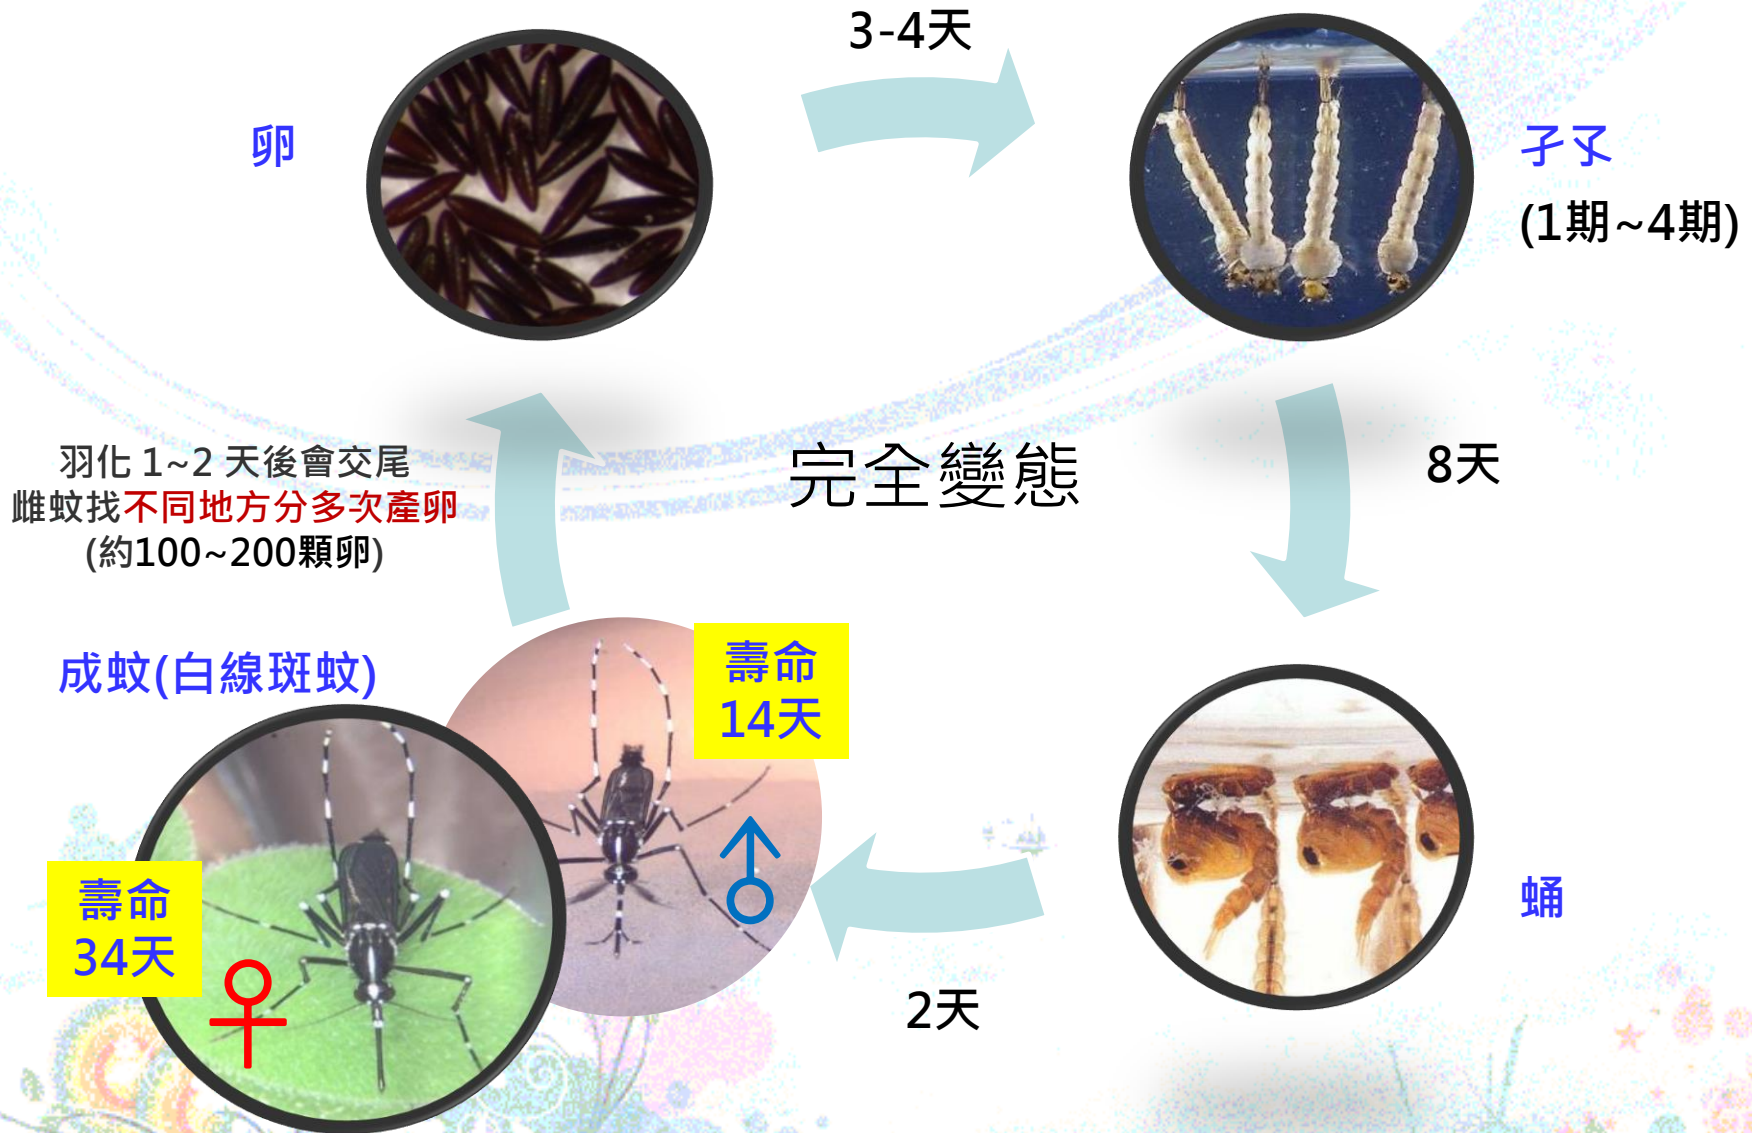 3-4天
卵
孑孓
(1期~4期)
羽化 1~2 天後會交尾
雌蚊找不同地方分多次產卵
(約100~200顆卵)
完全變態
8天
成蚊(白線斑蚊)
壽命
14天
壽命
34天
蛹
2天